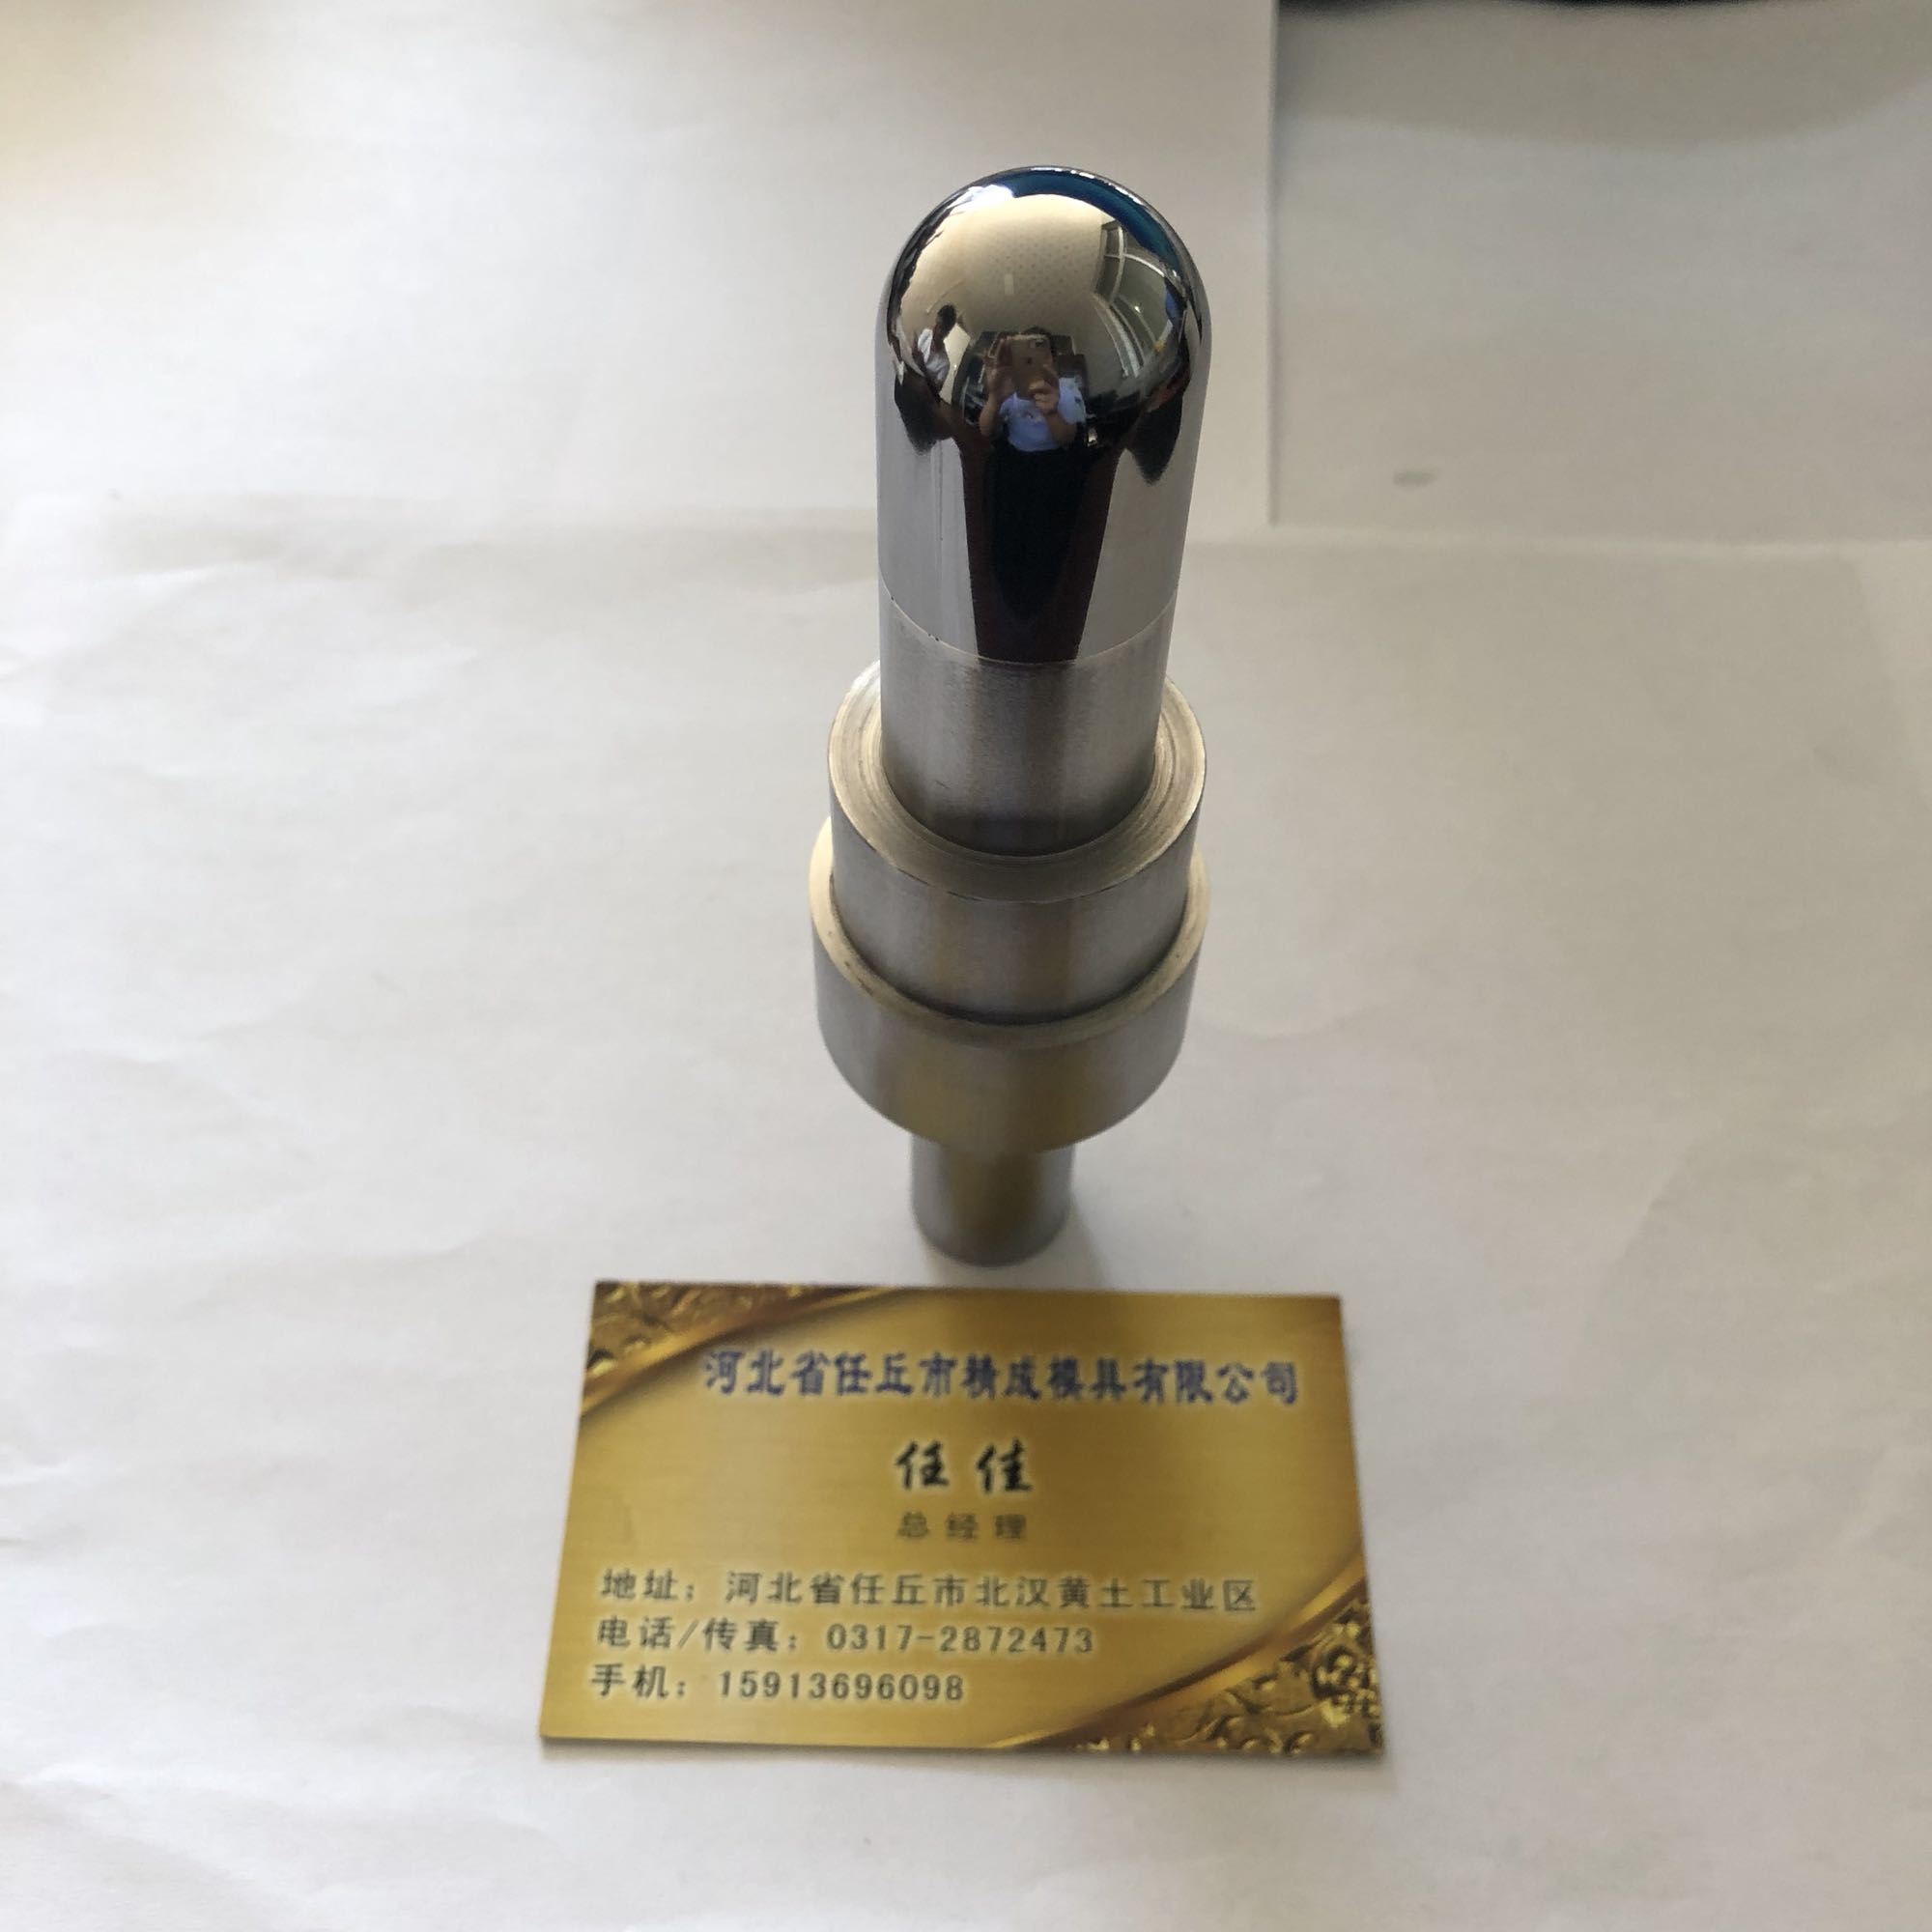 河北省任丘市精成模具有限公司
任佳
总经理
地址：河北省任丘市北汉黄土工业区
电话/传真：0317-2872473
手机：15913696098